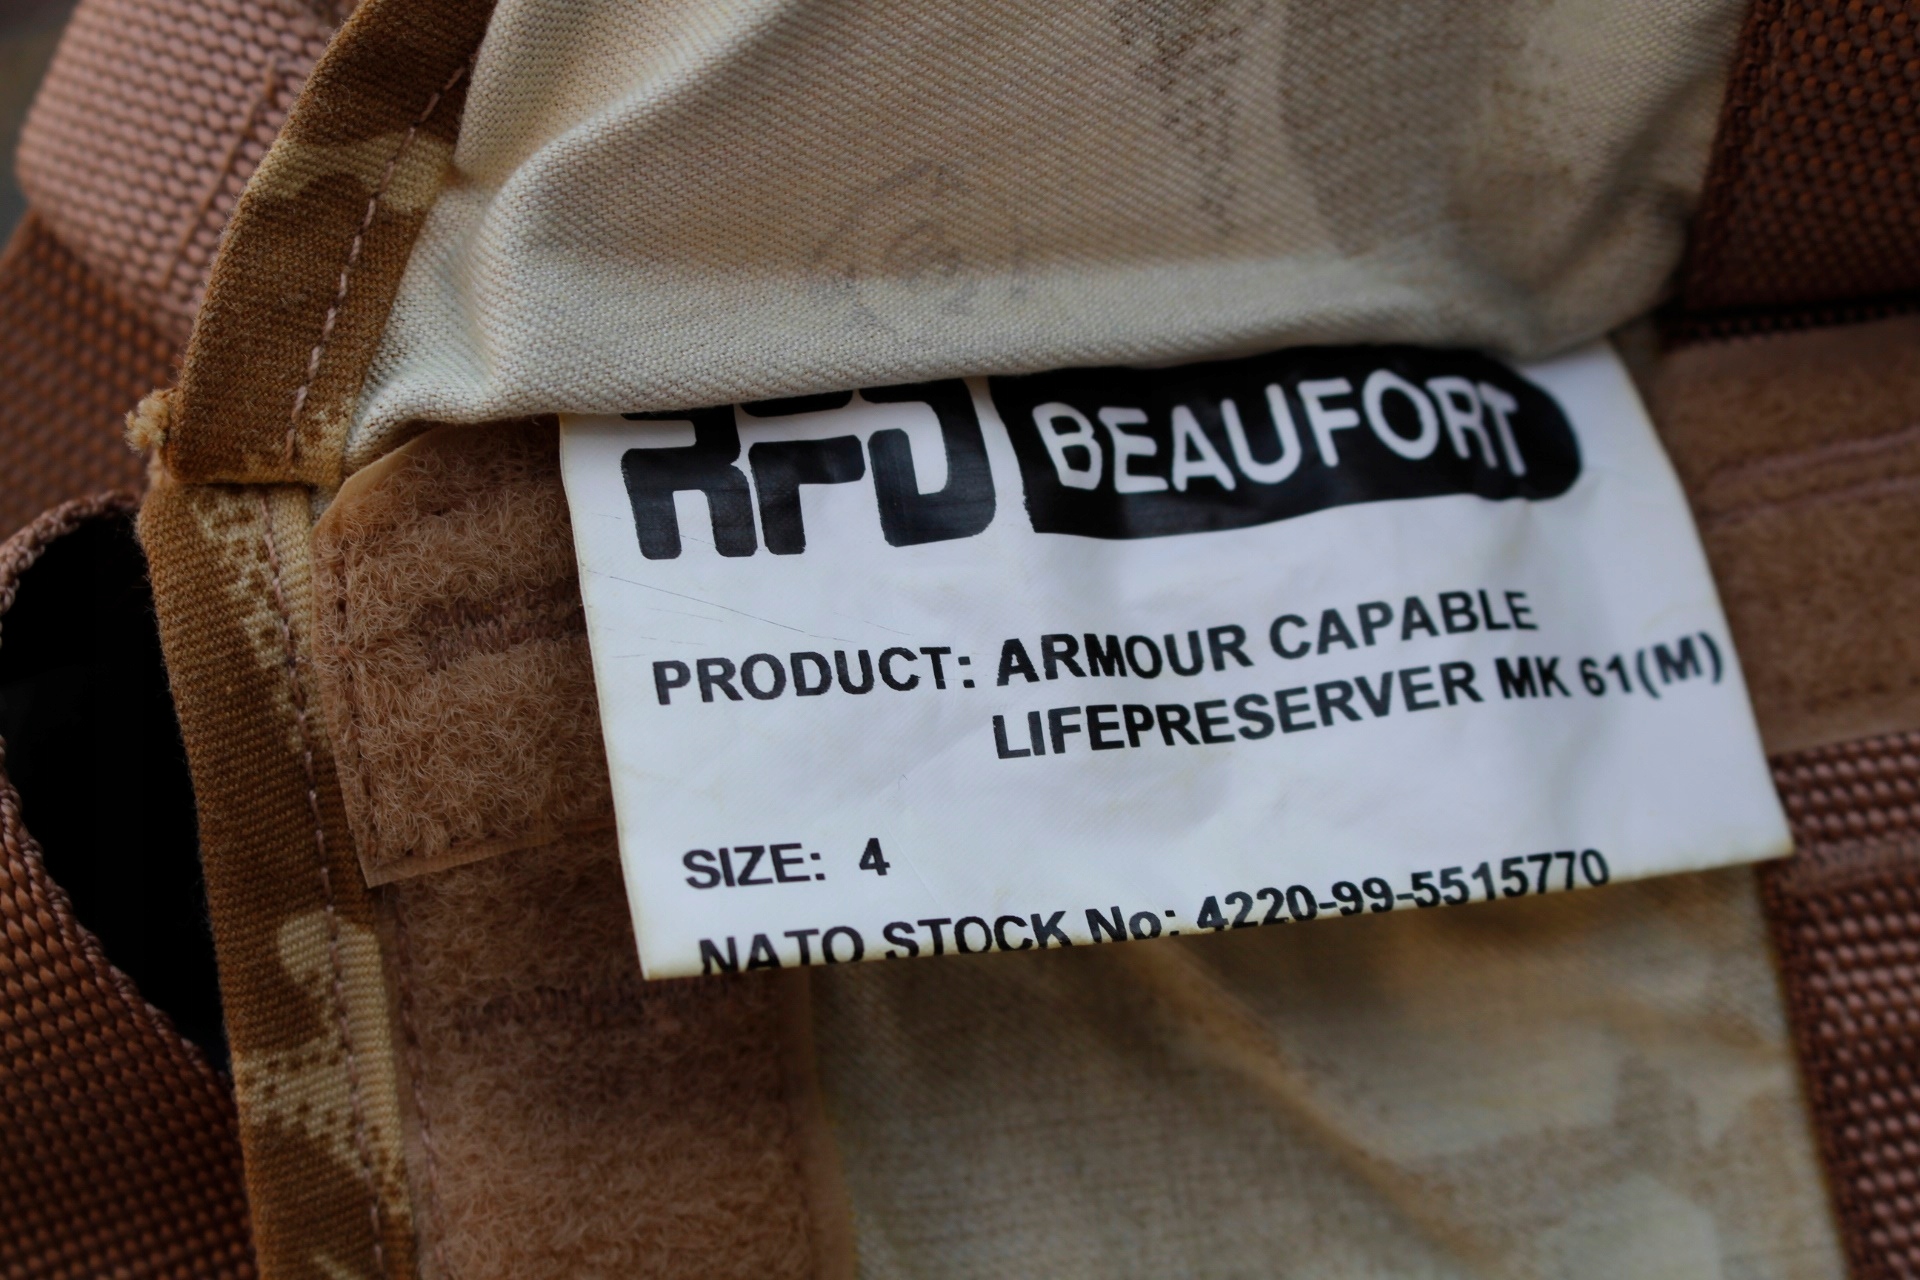 RFD BEAUFORT
PRODUCT: ARMOUR CAPABLE
LIFEPRESERVER MK 61(M)
SIZE: 4
NATO STOCK No: 4220-99-5515770